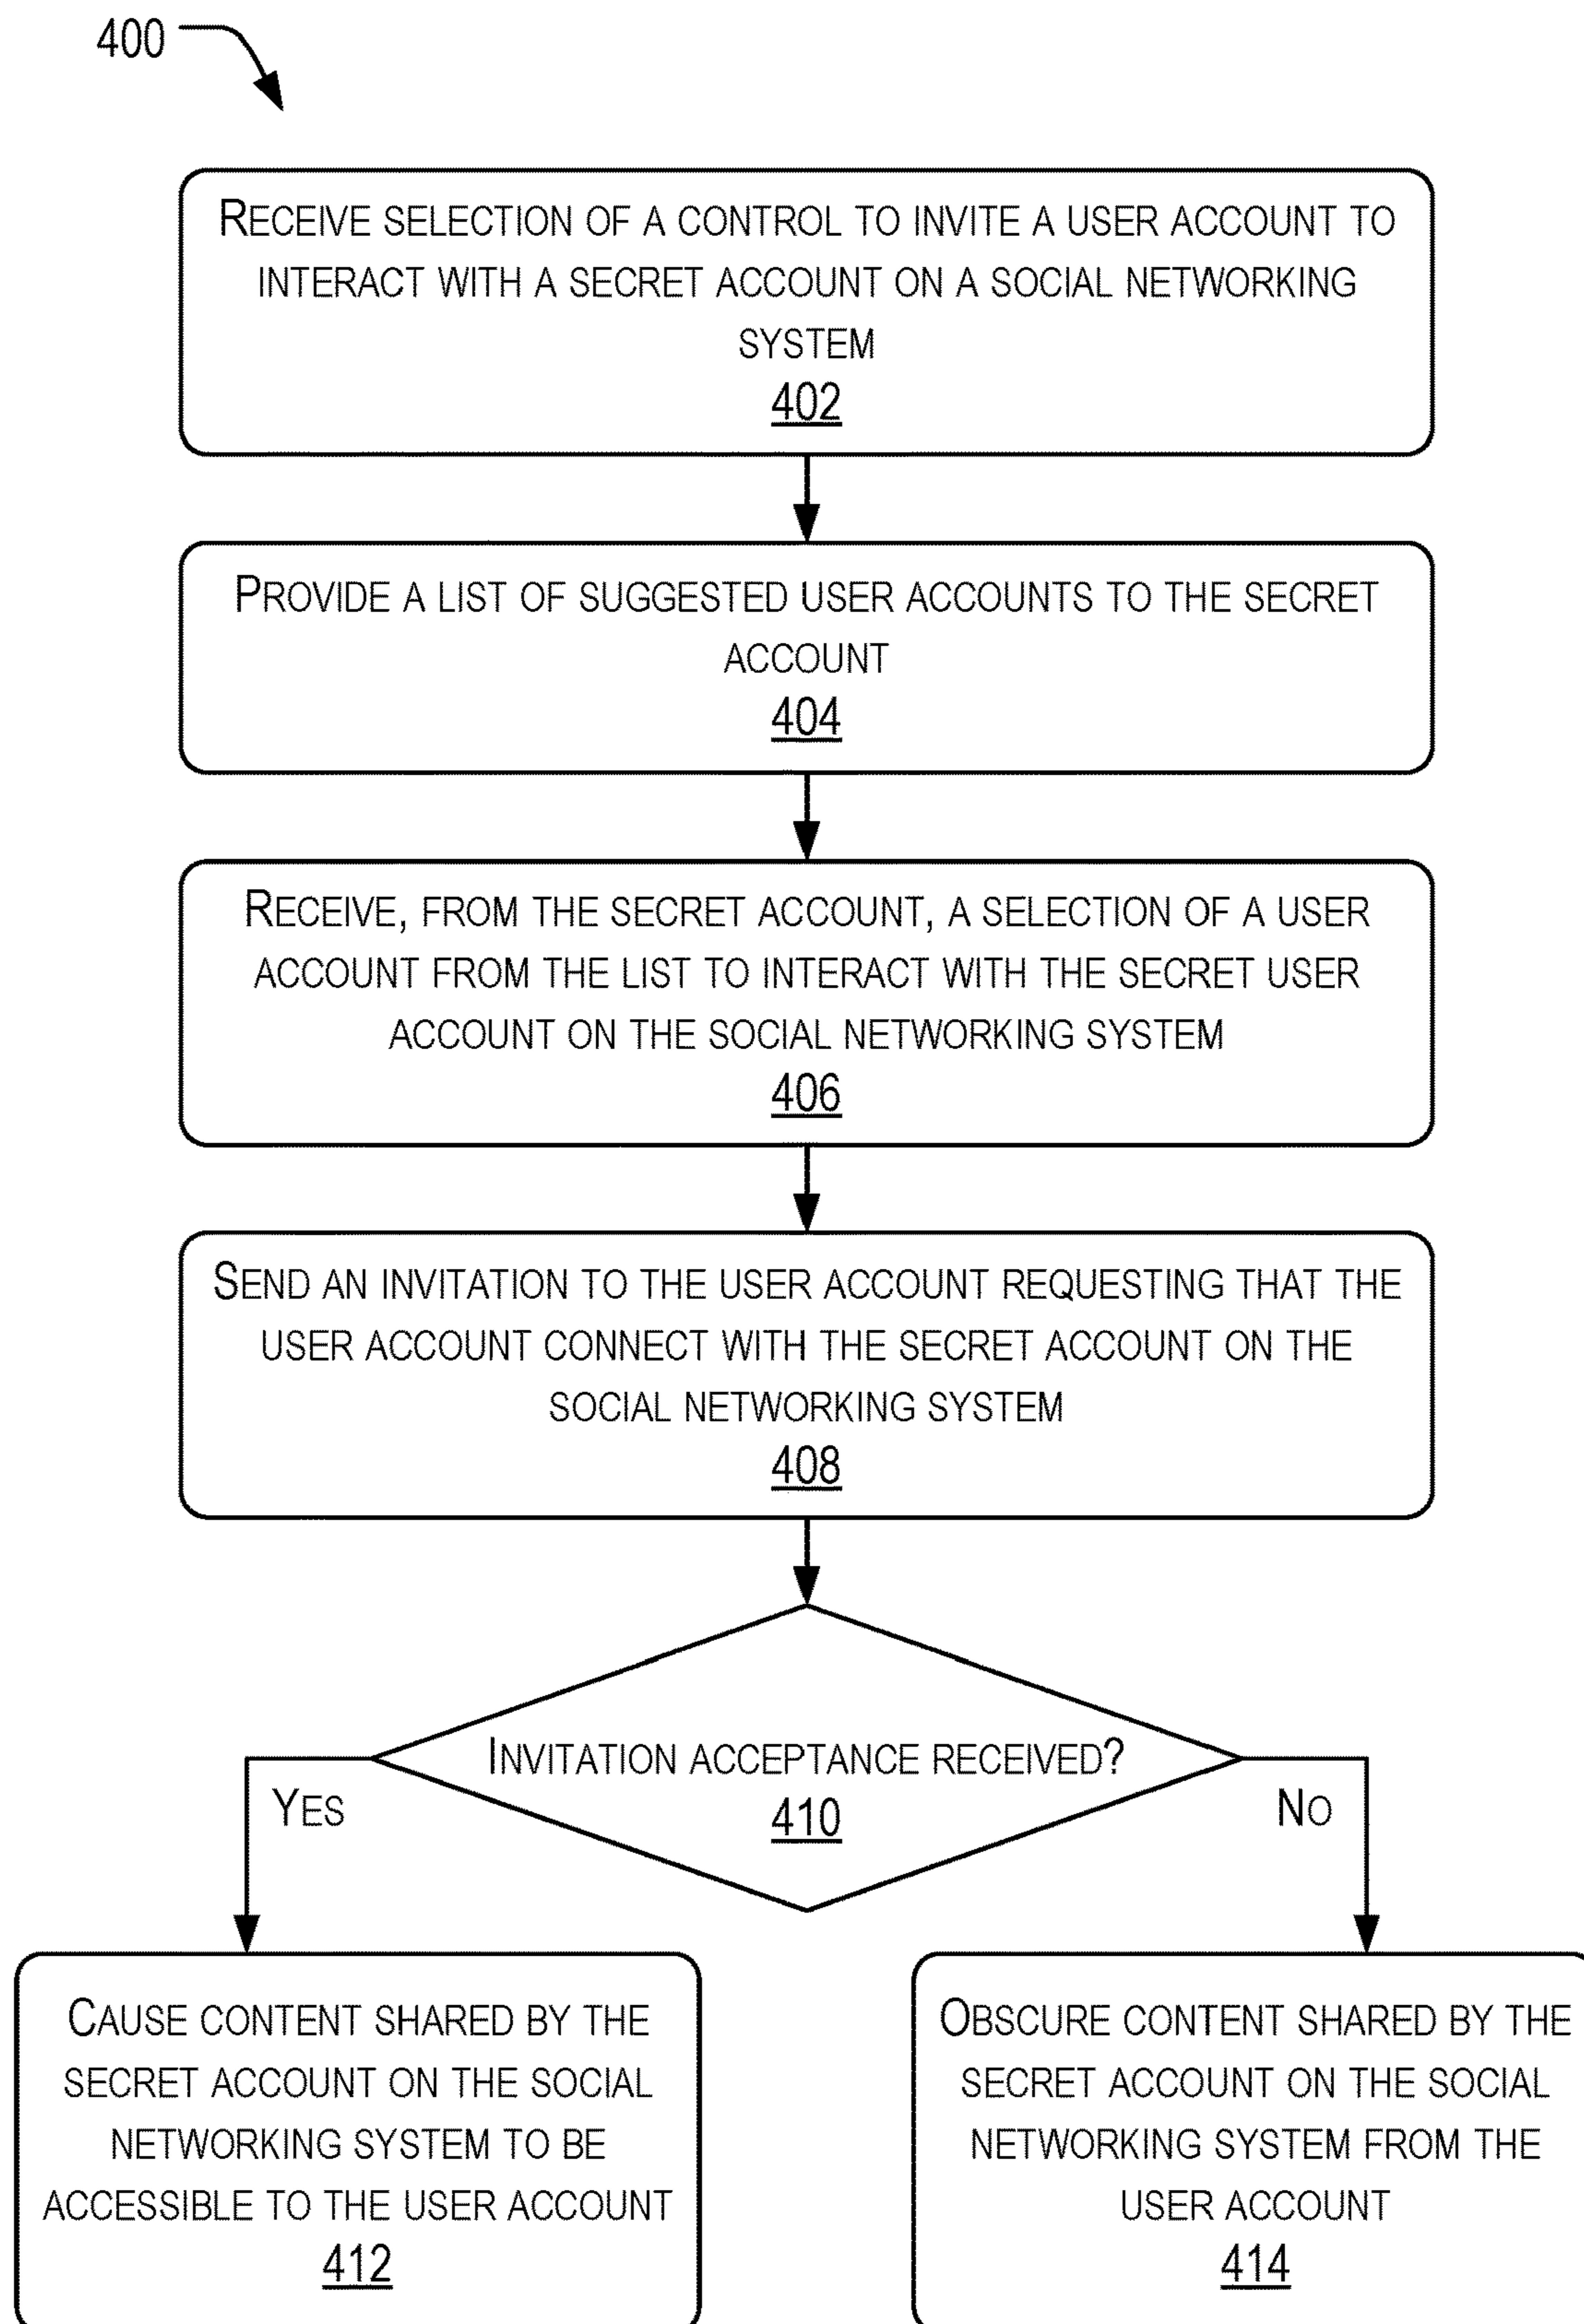 400
RECEIVE SELECTION OF A CONTROL TO INVITE A USER ACCOUNT TO
INTERACT WITH A SECRET ACCOUNT ON A SOCIAL NETWORKING
SYSTEM
402
PROVIDE A LIST OF SUGGESTED USER ACCOUNTS TO THE SECRET
ACCOUNT
404
RECEIVE, FROM THE SECRET ACCOUNT, A SELECTION OF A USER
ACCOUNT FROM THE LIST TO INTERACT WITH THE SECRET USER
ACCOUNT ON THE SOCIAL NETWORKING SYSTEM
406
SEND AN INVITATION TO THE USER ACCOUNT REQUESTING THAT THE
USER ACCOUNT CONNECT WITH THE SECRET ACCOUNT ON THE
SOCIAL NETWORKING SYSTEM
408
INVITATION ACCEPTANCE RECEIVED?
410
YES
NO
CAUSE CONTENT SHARED BY THE
SECRET ACCOUNT ON THE SOCIAL
NETWORKING SYSTEM TO BE
ACCESSIBLE TO THE USER ACCOUNT
412
OBSCURE CONTENT SHARED BY THE
SECRET ACCOUNT ON THE SOCIAL
NETWORKING SYSTEM FROM THE
USER ACCOUNT
414